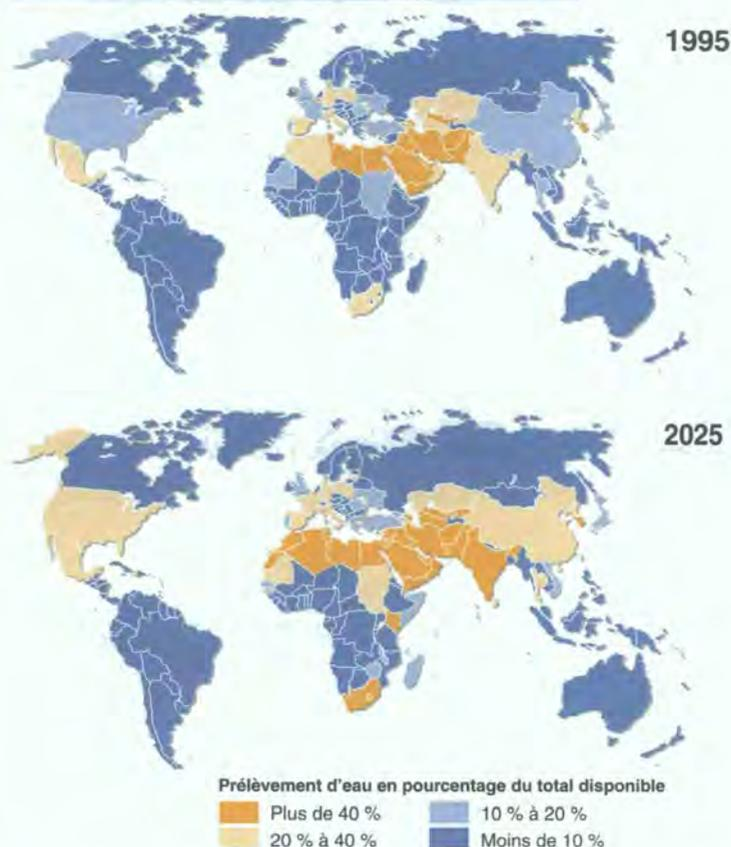 1995
2025
Prélèvement d'eau en pourcentage du total disponible
Plus de 40 %
10 % à 20 %
20 % à 40 %
Moins de 10 %